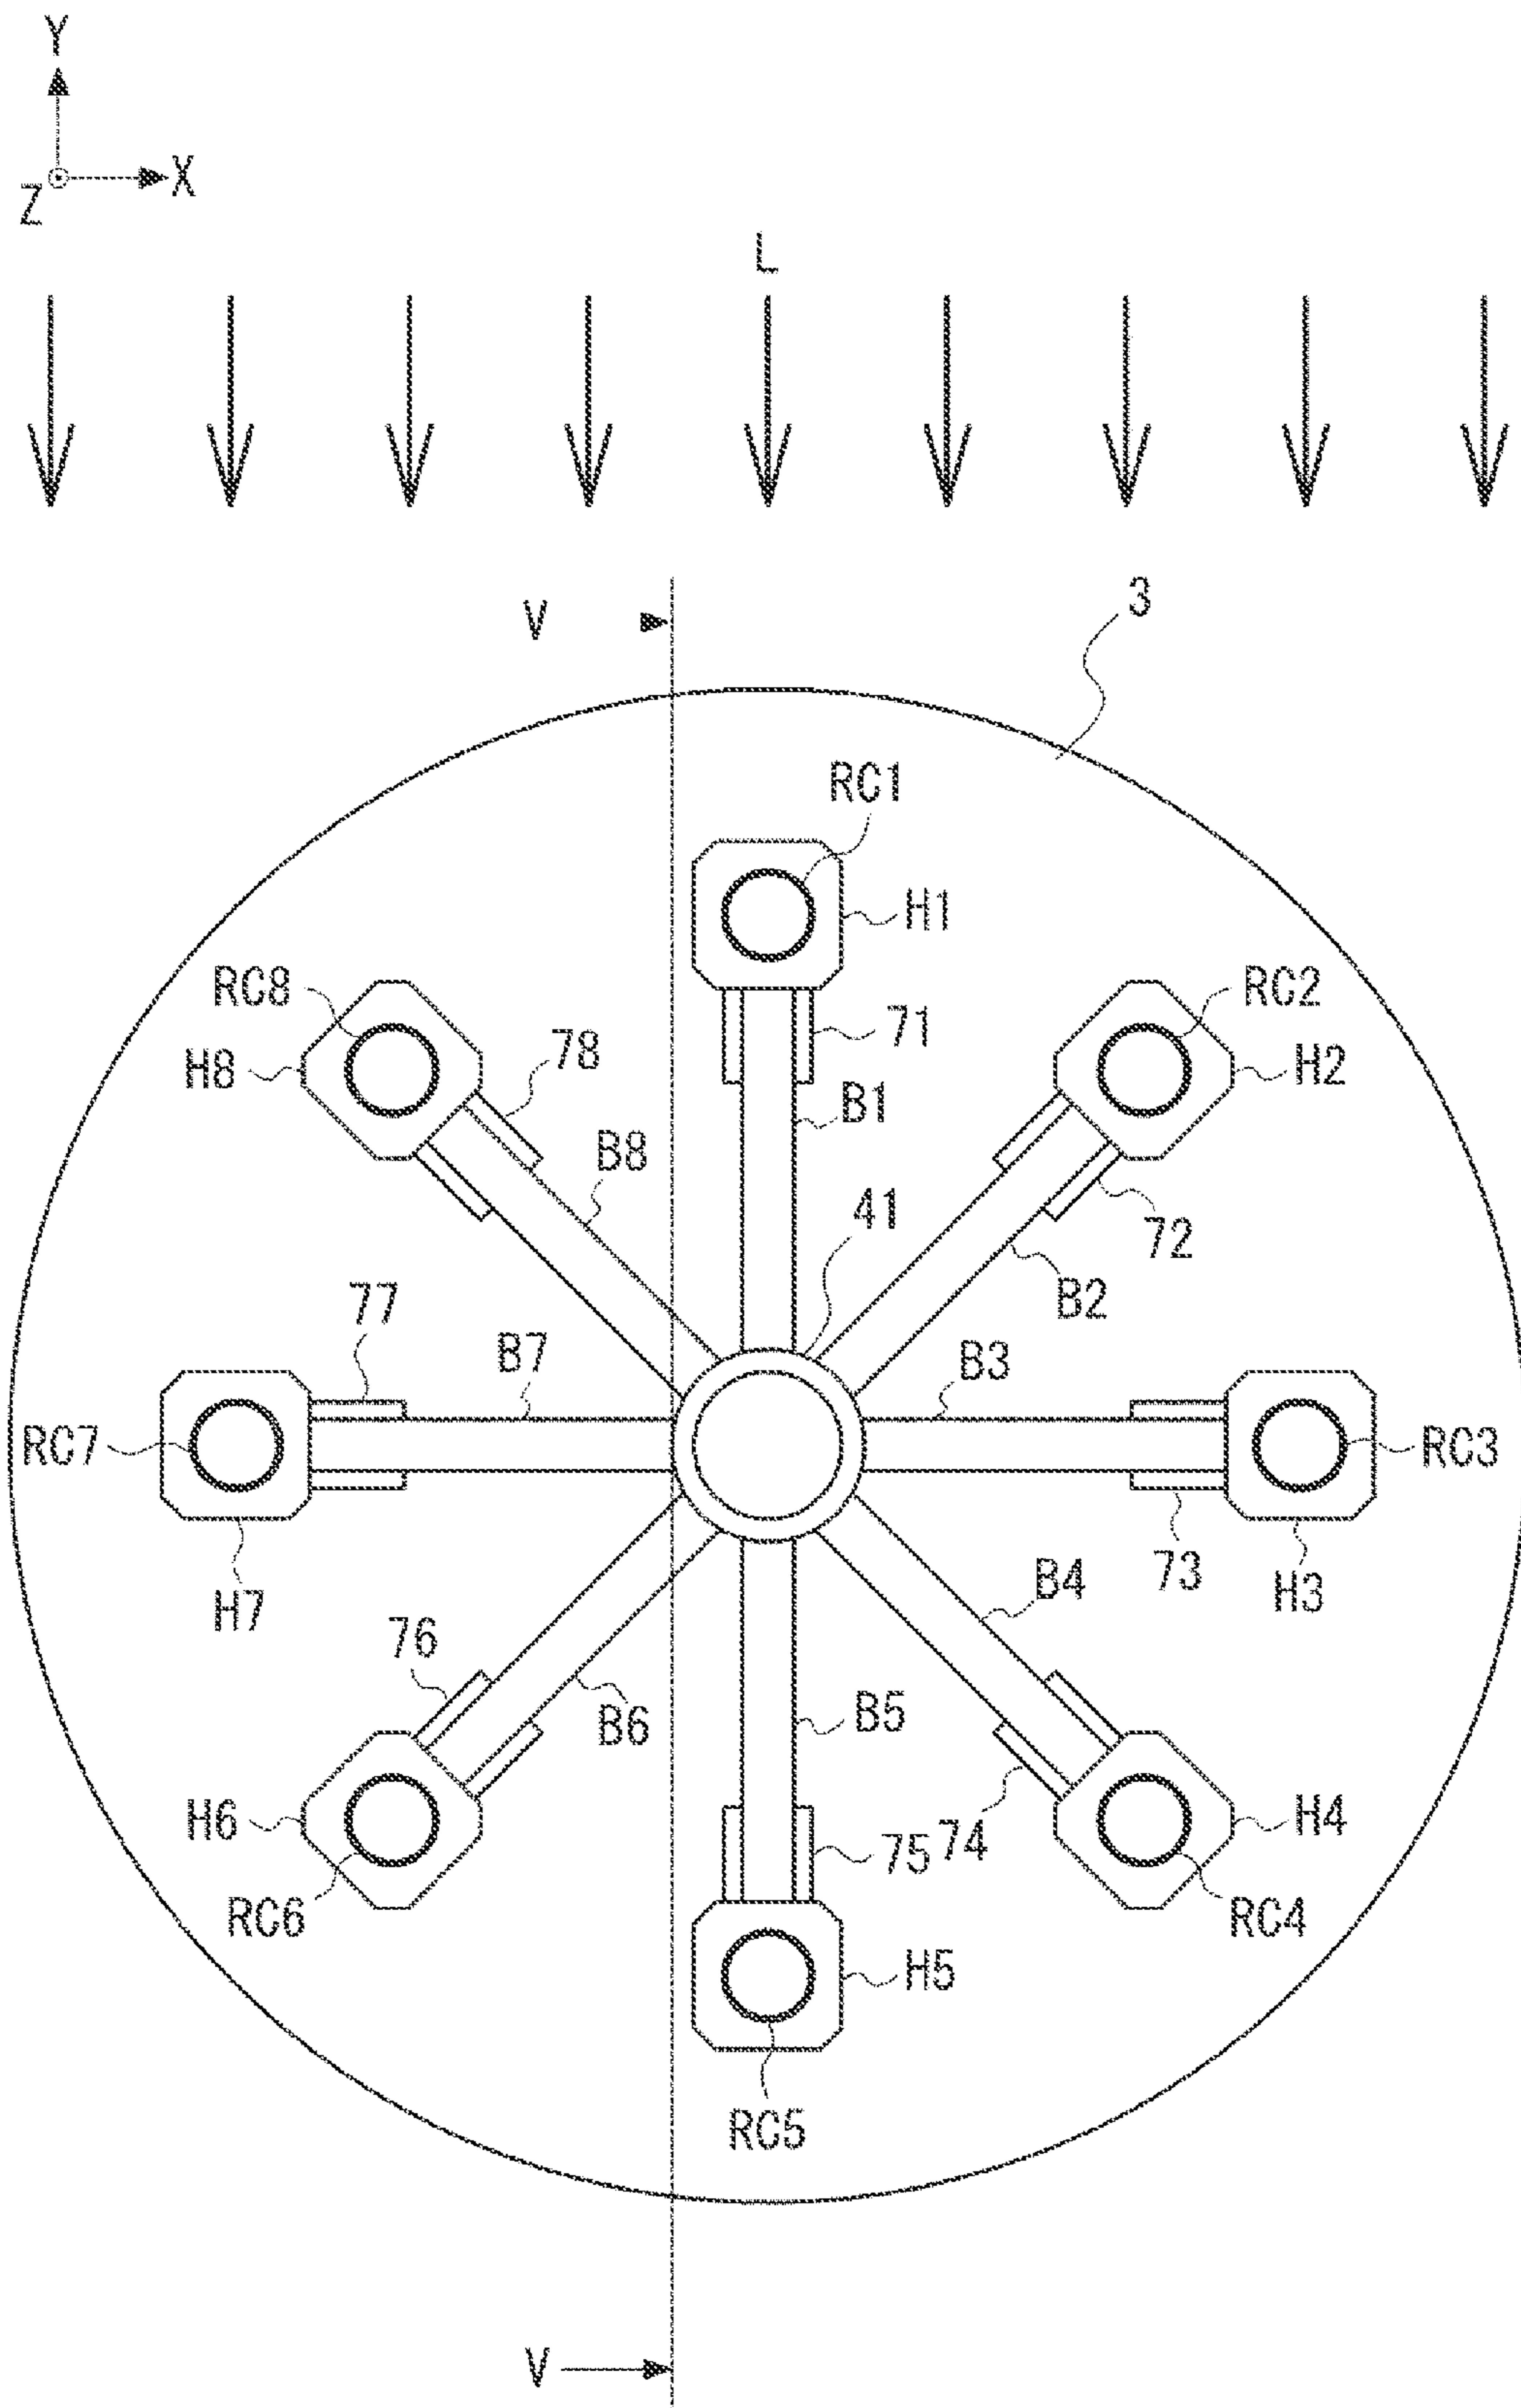 Y
X
Z
L
V
3
RC1
H1
RC8
RC2
71
78
H8
H2
B1
B8
41
72
B2
77
B7
B3
RC7
RC3
73
B4
H7
H3
76
B6
B5
H6
75
74
H4
RC6
RC4
H5
RC5
V